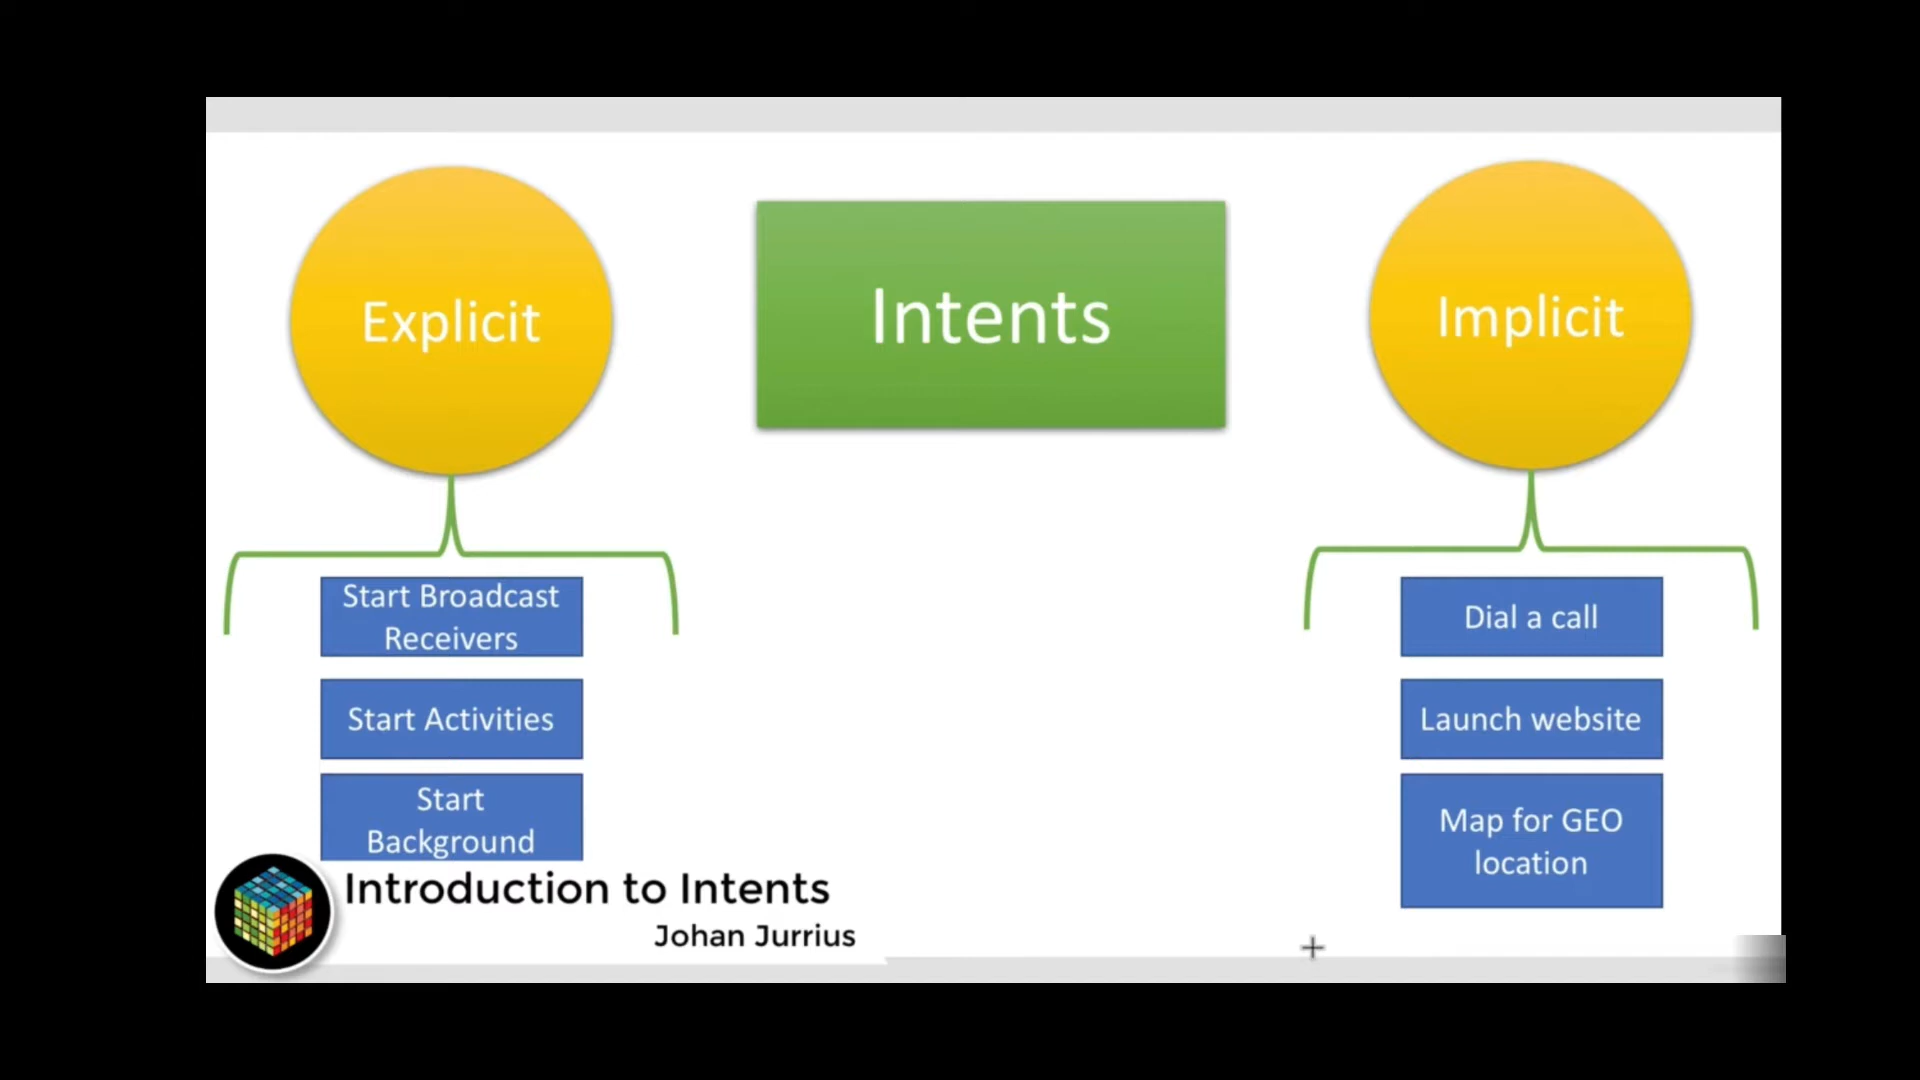 Explicit
Intents
Implicit
Start Broadcast
Receivers
Start Activities
Start
Background
Dial a call
Launch website
Map for GEO
location
Introduction to Intents
Johan Jurrius